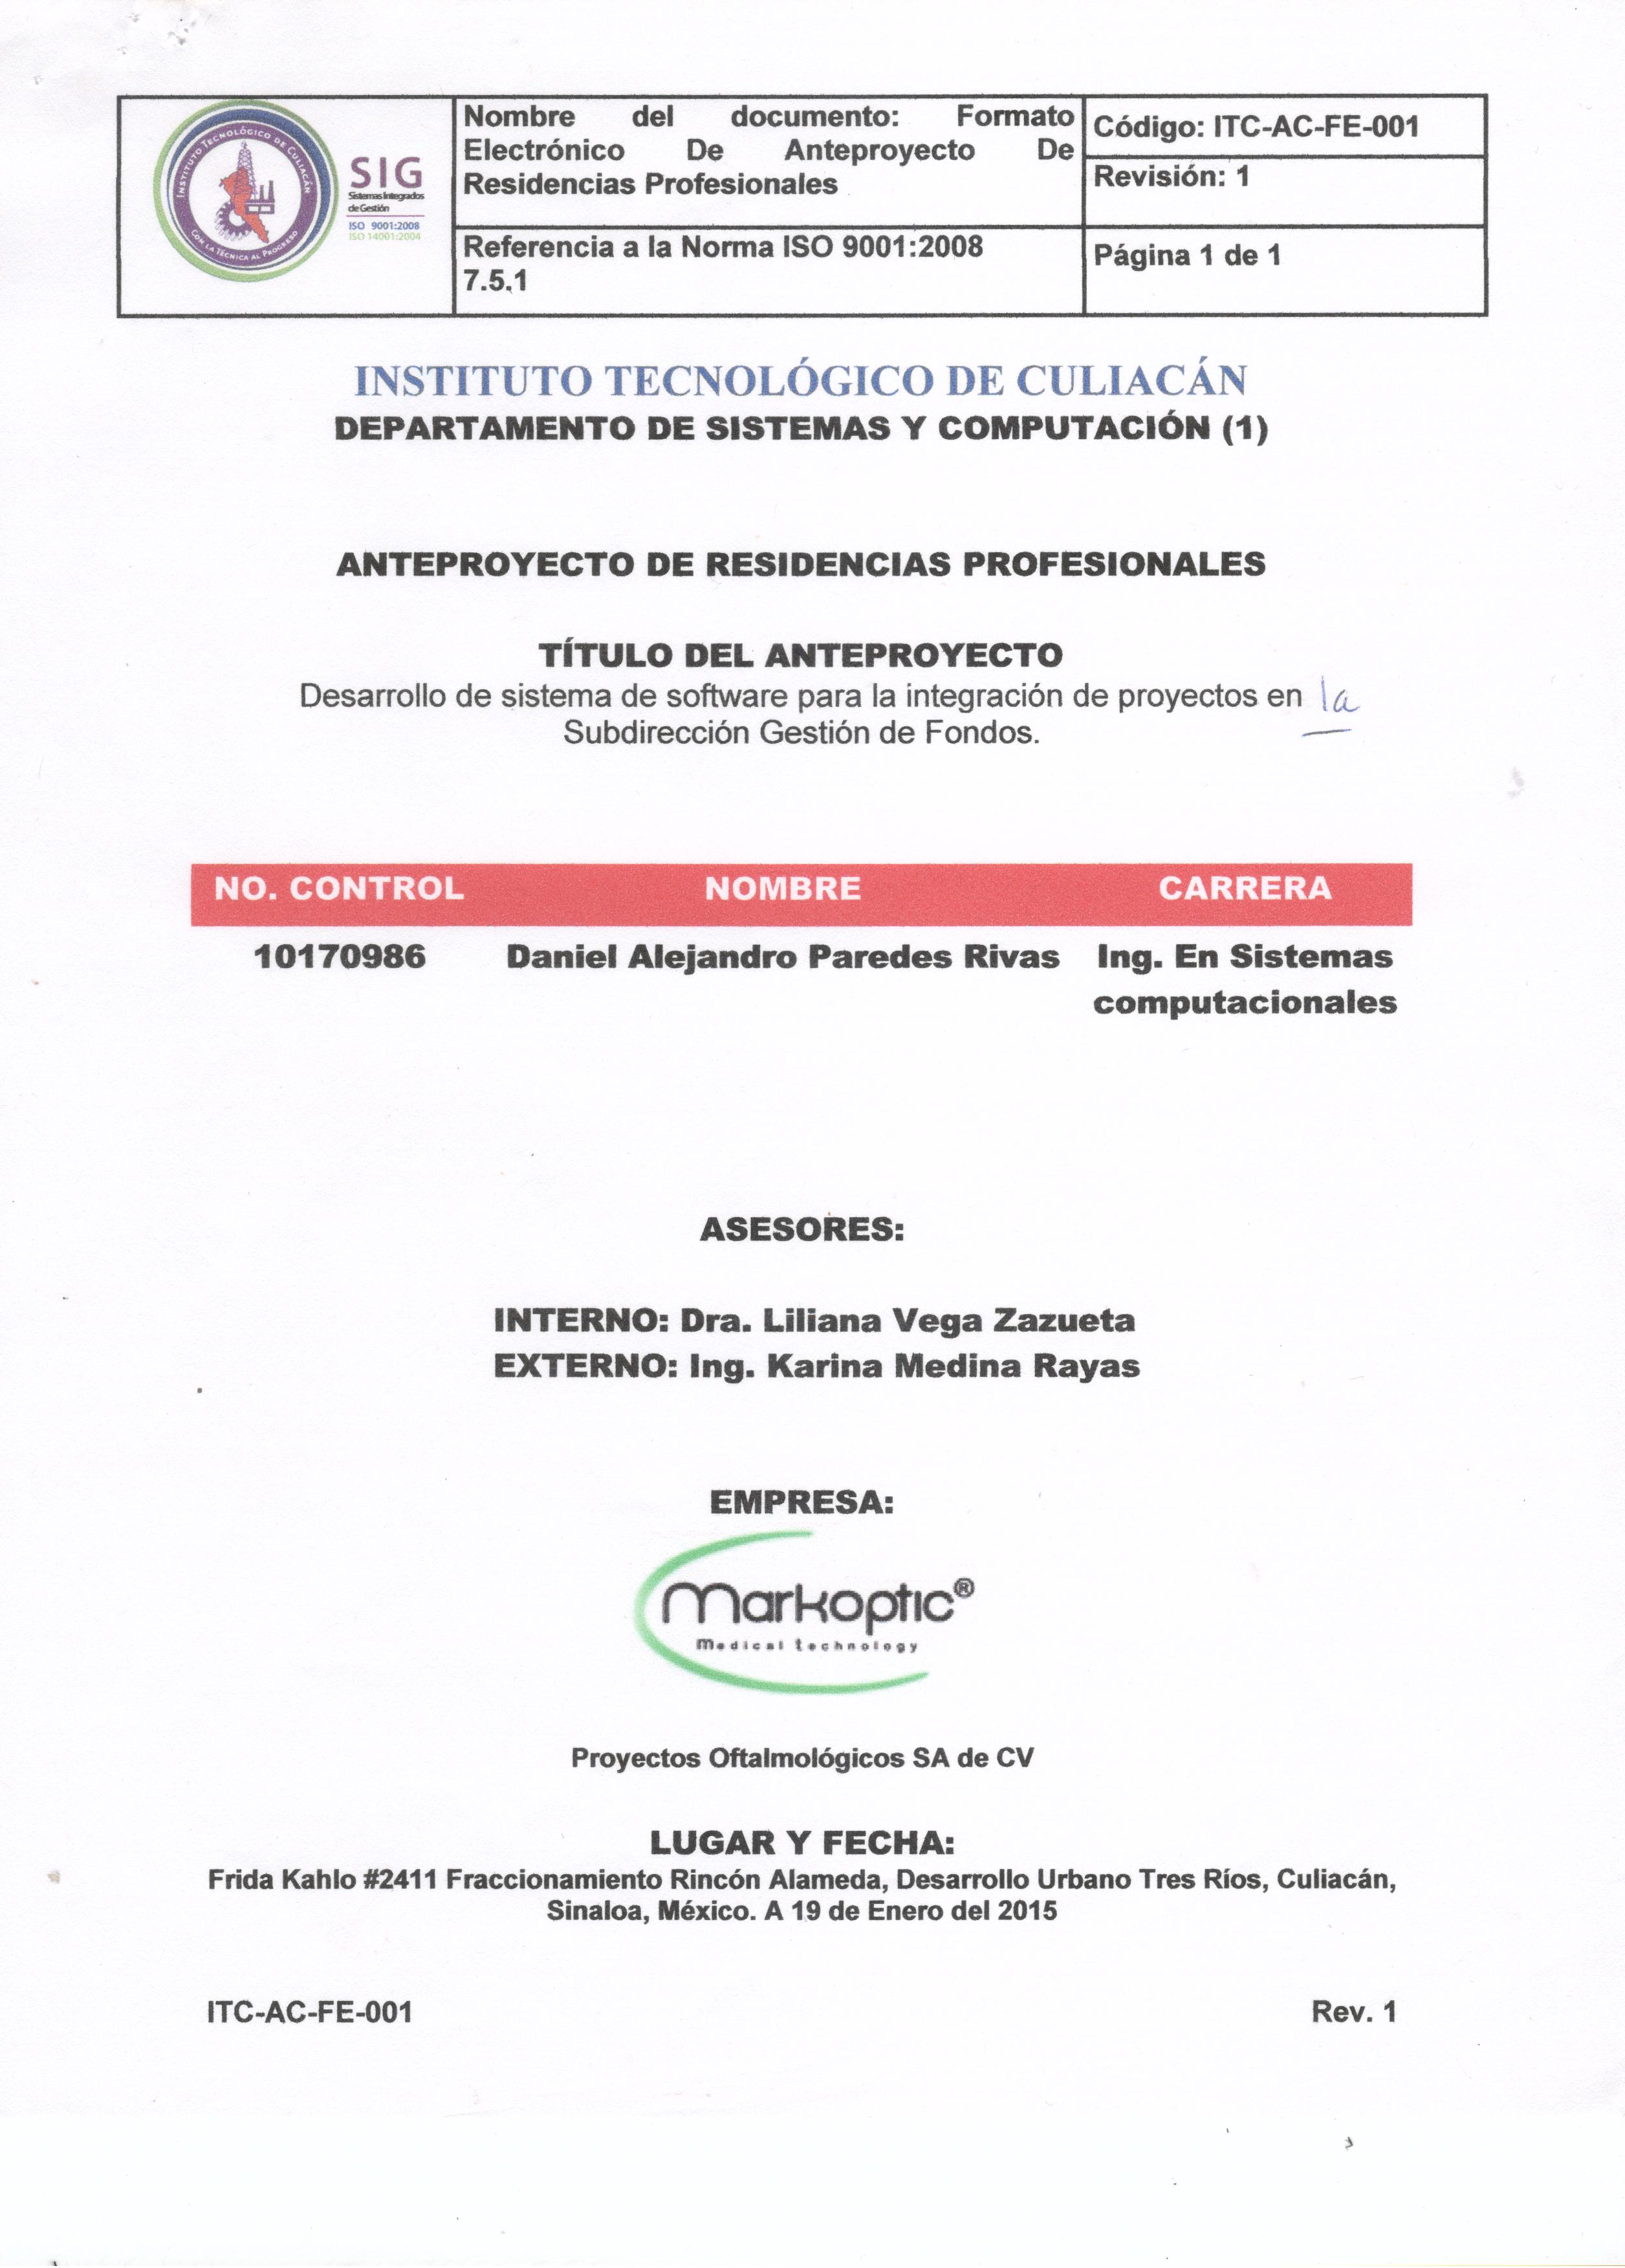 INSTITUTO TECNOLÓGICO DE CULIACÁN
CON LA TÉCNICA AL PROGRESO
SIG
Sistemas Integrados
de Gestión
ISO 9001:2008
ISO 14001:2004
Nombre del documento: Formato
Electrónico De Anteproyecto De
Residencias Profesionales
Referencia a la Norma ISO 9001:2008
7.5.1
Código: ITC-AC-FE-001
Revisión: 1
Página 1 de 1
INSTITUTO TECNOLÓGICO DE CULIACÁN
DEPARTAMENTO DE SISTEMAS Y COMPUTACIÓN (1)
ANTEPROYECTO DE RESIDENCIAS PROFESIONALES
TÍTULO DEL ANTEPROYECTO
Desarrollo de sistema de software para la integración de proyectos en la
Subdirección Gestión de Fondos.
NO. CONTROL NOMBRE CARRERA
10170986 Daniel Alejandro Paredes Rivas Ing. En Sistemas
computacionales
ASESORES:
INTERNO: Dra. Liliana Vega Zazueta
EXTERNO: Ing. Karina Medina Rayas
EMPRESA:
Markoptic®
Medical technology
Proyectos Oftalmológicos SA de CV
LUGAR Y FECHA:
Frida Kahlo #2411 Fraccionamiento Rincón Alameda, Desarrollo Urbano Tres Ríos, Culiacán,
Sinaloa, México. A 19 de Enero del 2015
ITC-AC-FE-001 Rev. 1